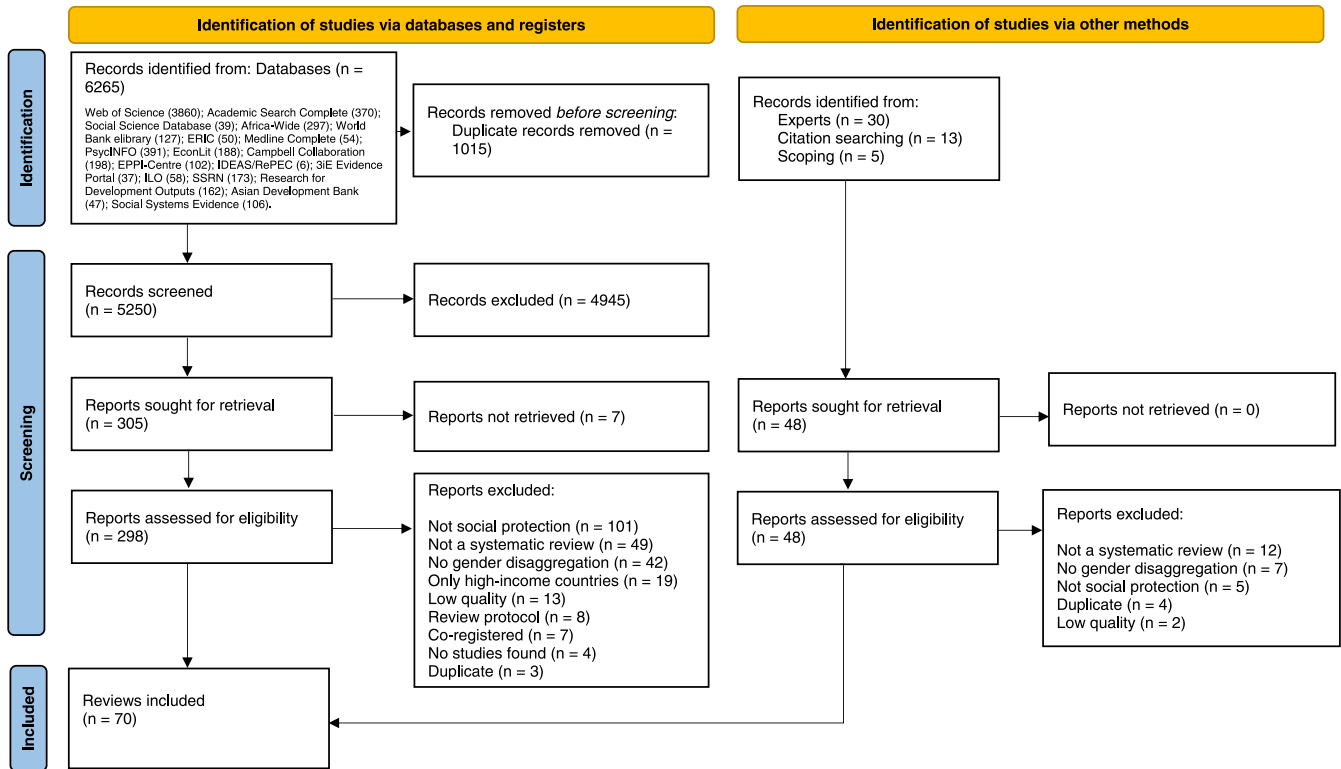 Identification of studies via databases and registers
Identification of studies via other methods
Identification
Records identified from: Databases (n =
6265)
Web of Science (3860); Academic Search Complete (370);
Social Science Database (39); Africa-Wide (297); World
Bank elibrary (127); ERIC (50); Medline Complete (54);
PsycINFO (391); EconLit (188); Campbell Collaboration
(198); EPPI-Centre (102); IDEAS/RePEC (6); 3iE Evidence
Portal (37); ILO (58); SSRN (173); Research for
Development Outputs (162); Asian Development Bank
(47); Social Systems Evidence (106).
Records removed before screening:
Duplicate records removed (n =
1015)
Records identified from:
Experts (n = 30)
Citation searching (n = 13)
Scoping (n = 5)
Screening
Records screened
(n = 5250)
Records excluded (n = 4945)
Reports sought for retrieval
(n = 305)
Reports not retrieved (n = 7)
Reports sought for retrieval
(n = 48)
Reports not retrieved (n = 0)
Reports assessed for eligibility
(n = 298)
Reports excluded:
Not social protection (n = 101)
Not a systematic review (n = 49)
No gender disaggregation (n = 42)
Only high-income countries (n = 19)
Low quality (n = 13)
Review protocol (n = 8)
Co-registered (n = 7)
No studies found (n = 4)
Duplicate (n = 3)
Reports assessed for eligibility
(n = 48)
Reports excluded:
Not a systematic review (n = 12)
No gender disaggregation (n = 7)
Not social protection (n = 5)
Duplicate (n = 4)
Low quality (n = 2)
Included
Reviews included
(n = 70)